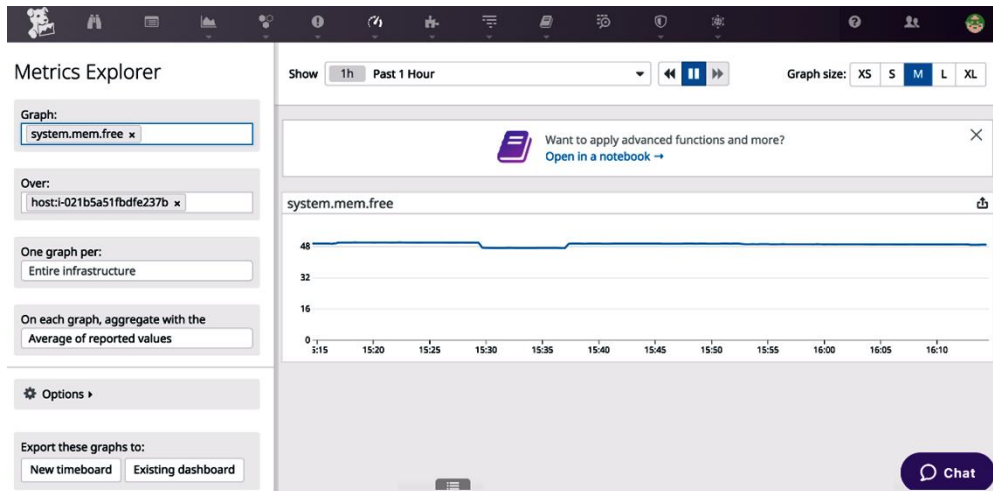 Metrics Explorer
Show 1h Past 1 Hour
Graph size: XS S M L XL
Graph:
system.mem.free ×
Want to apply advanced functions and more?
Open in a notebook →
Over:
host:i-021b5a51fbdfe237b ×
system.mem.free
One graph per:
Entire infrastructure
On each graph, aggregate with the
Average of reported values
48
32
16
0
5:15 15:20 15:25 15:30 15:35 15:40 15:45 15:50 15:55 16:00 16:05 16:10
Options
Export these graphs to:
New timeboard Existing dashboard
Chat